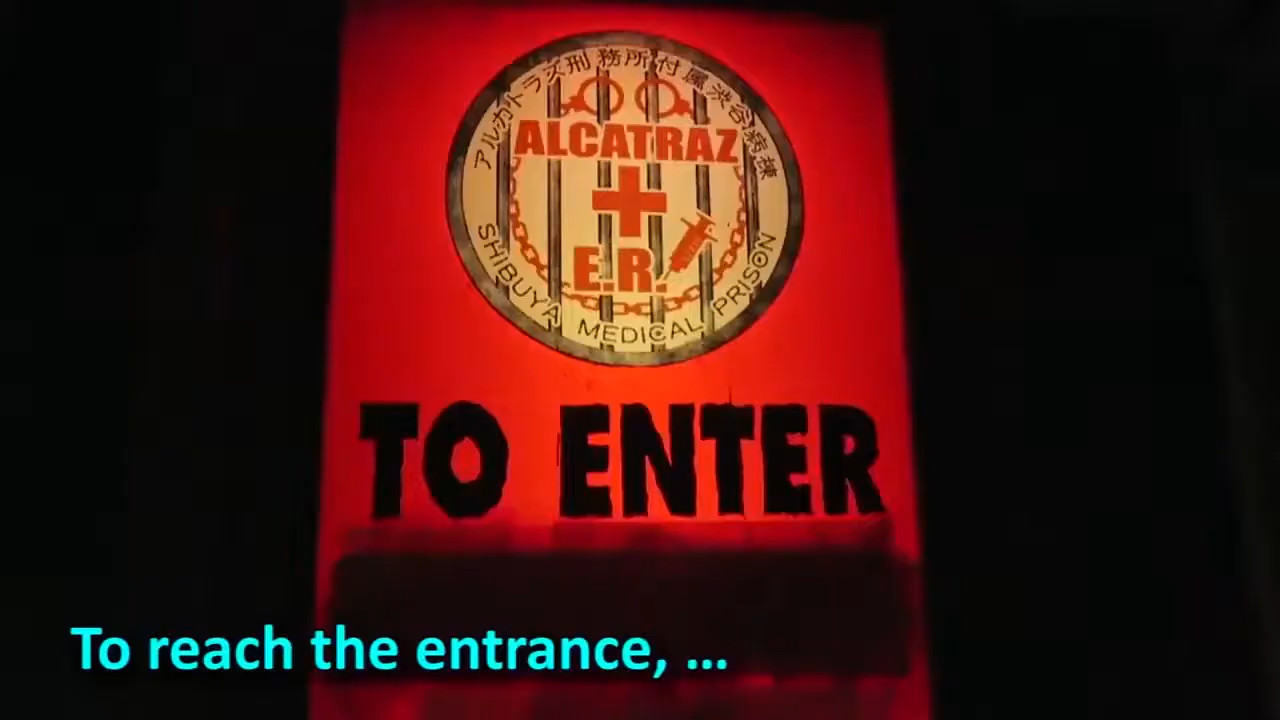 アルカトラズ刑務所付属渋谷病棟
ALCATRAZ
E.R.
SHIBUYA MEDICAL PRISON
TO ENTER
To reach the entrance, ...